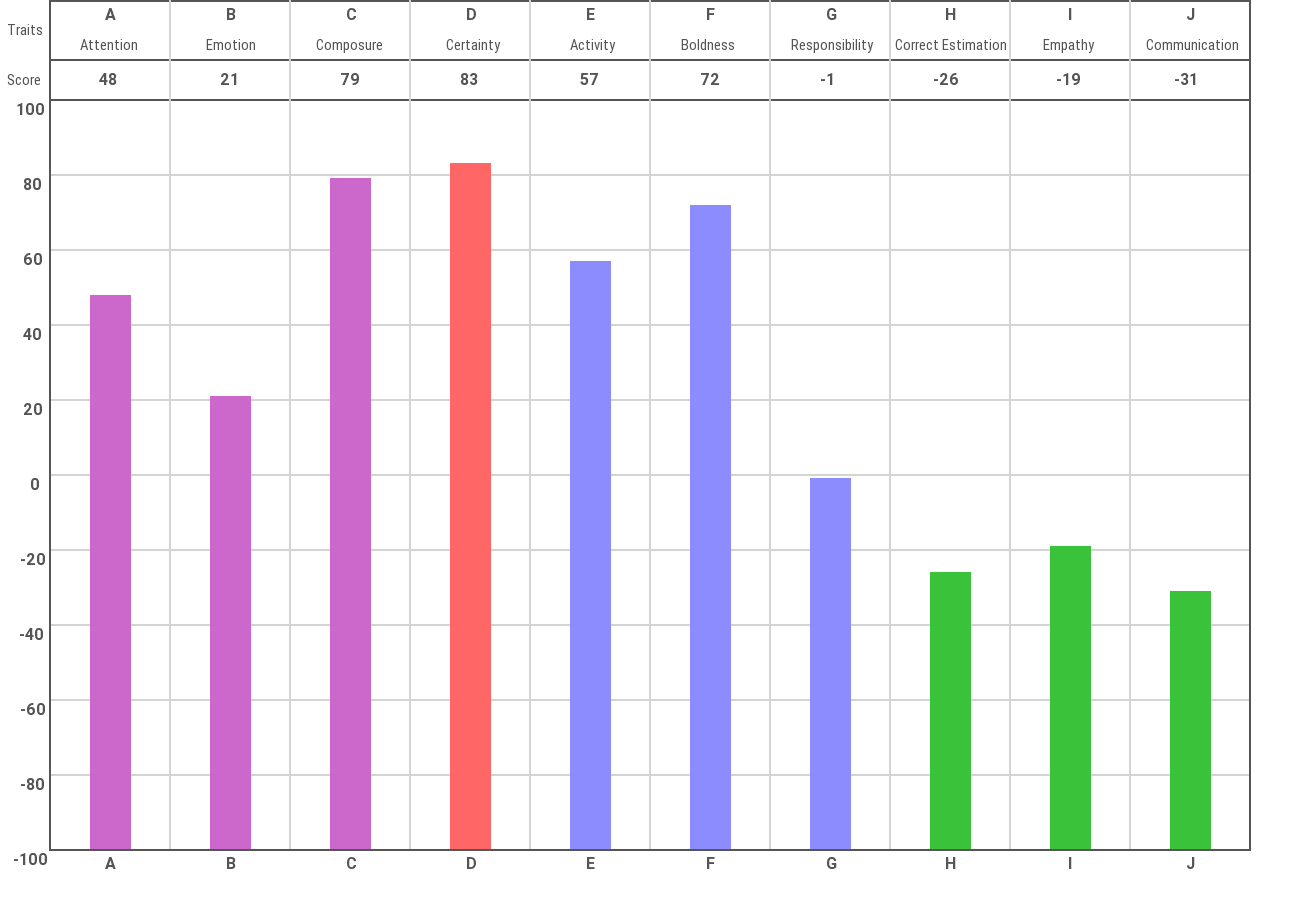 A B C D E F G H I J
Traits
Attention Emotion Composure Certainty Activity Boldness Responsibility Correct Estimation Empathy Communication
Score 48 21 79 83 57 72 -1 -26 -19 -31
100
80
60
40
20
0
-20
-40
-60
-80
-100
A B C D E F G H I J